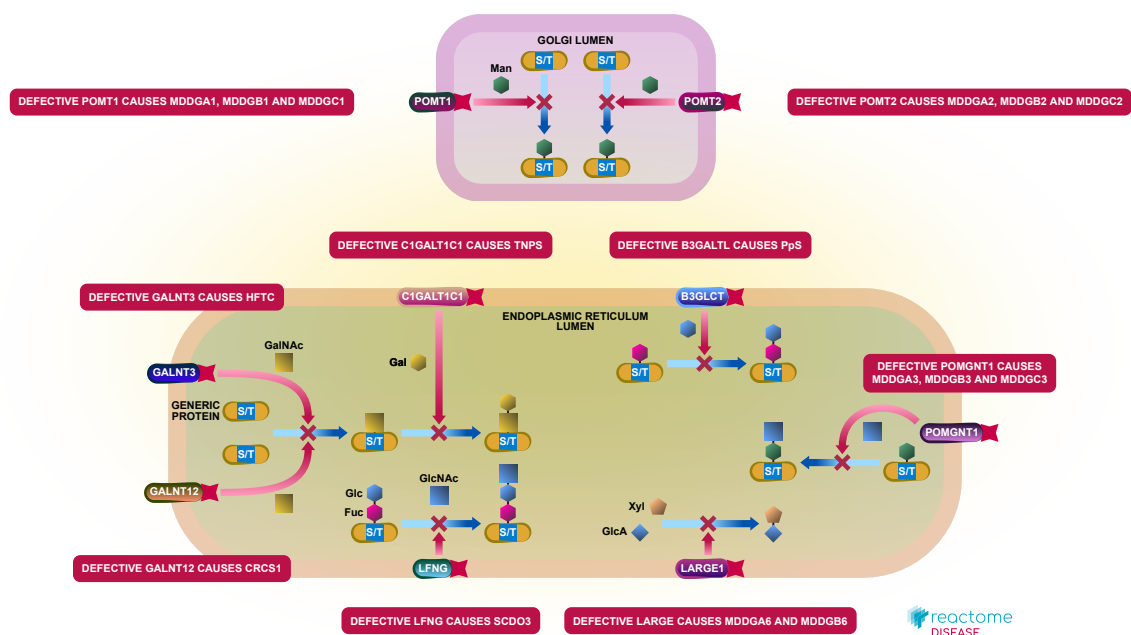 GOLGI LUMEN
S/T
S/T
Man
POMT1
POMT2
DEFECTIVE POMT1 CAUSES MDDGA1, MDDGB1 AND MDDGC1
DEFECTIVE POMT2 CAUSES MDDGA2, MDDGB2 AND MDDGC2
S/T
S/T
DEFECTIVE C1GALT1C1 CAUSES TNPS
DEFECTIVE B3GALTL CAUSES PpS
DEFECTIVE GALNT3 CAUSES HFTC
C1GALT1C1
B3GLCT
ENDOPLASMIC RETICULUM
LUMEN
GalNAc
Gal
S/T
S/T
DEFECTIVE POMGNT1 CAUSES
MDDGA3, MDDGB3 AND MDDGC3
GALNT3
GENERIC
PROTEIN
S/T
S/T
S/T
S/T
POMGNT1
S/T
S/T
GALNT12
GlcNAc
Glc
Fuc
S/T
S/T
Xyl
GlcA
DEFECTIVE GALNT12 CAUSES CRCS1
LFNG
LARGE1
DEFECTIVE LFNG CAUSES SCDO3
DEFECTIVE LARGE CAUSES MDDGA6 AND MDDGB6
reactome
DISEASE